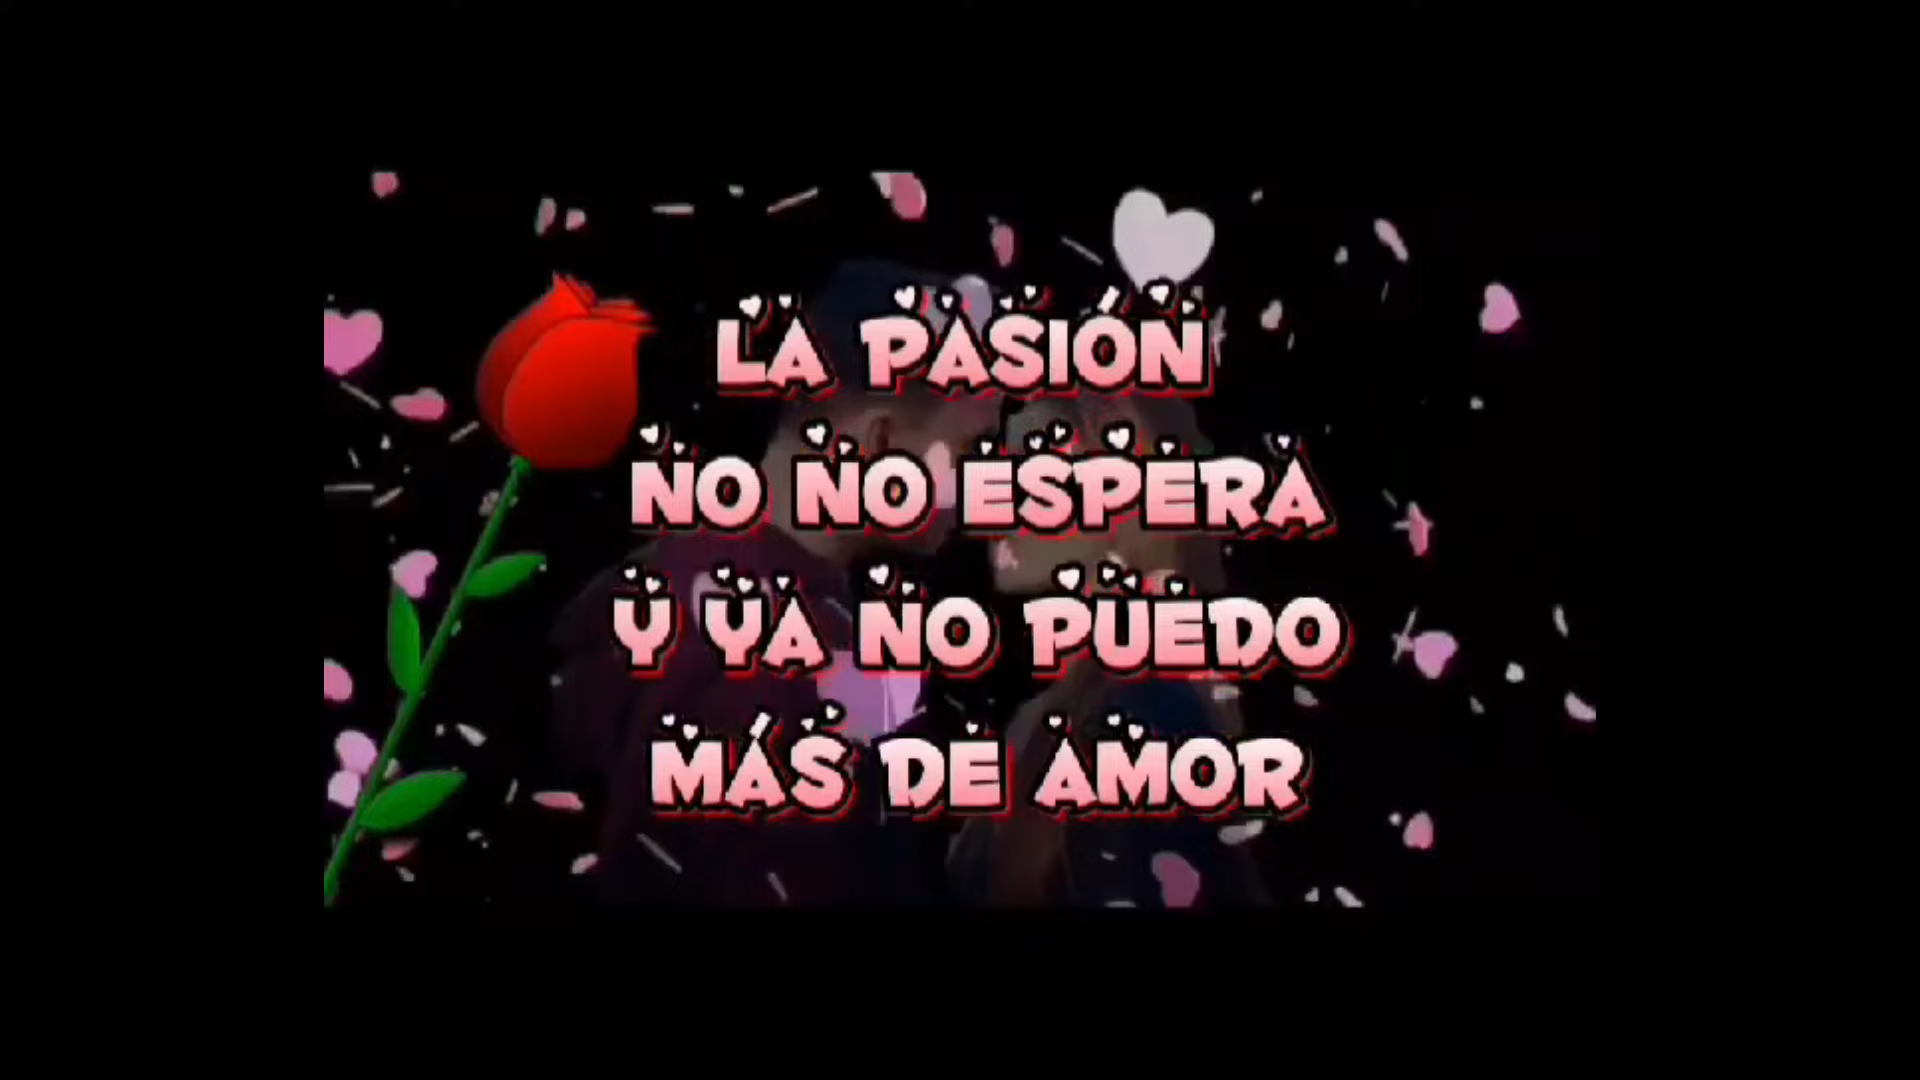 LA PASIÓN
NO NO ESPERA
Y YA NO PUEDO
MÁS DE AMOR